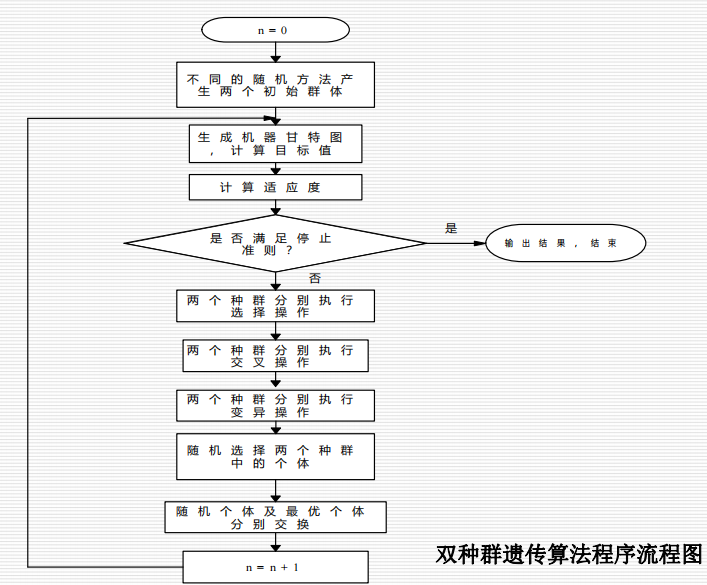 n = 0
不同的随机方法产
生两个初始群体
生成机器甘特图
，计算目标值
计算适应度
是否满足停止
准则？
是
输出结果，结束
否
两个种群分别执行
选择操作
两个种群分别执行
交叉操作
两个种群分别执行
变异操作
随机选择两个种群
中的个体
随机个体及最优个体
分别交换
n = n + 1
双种群遗传算法程序流程图